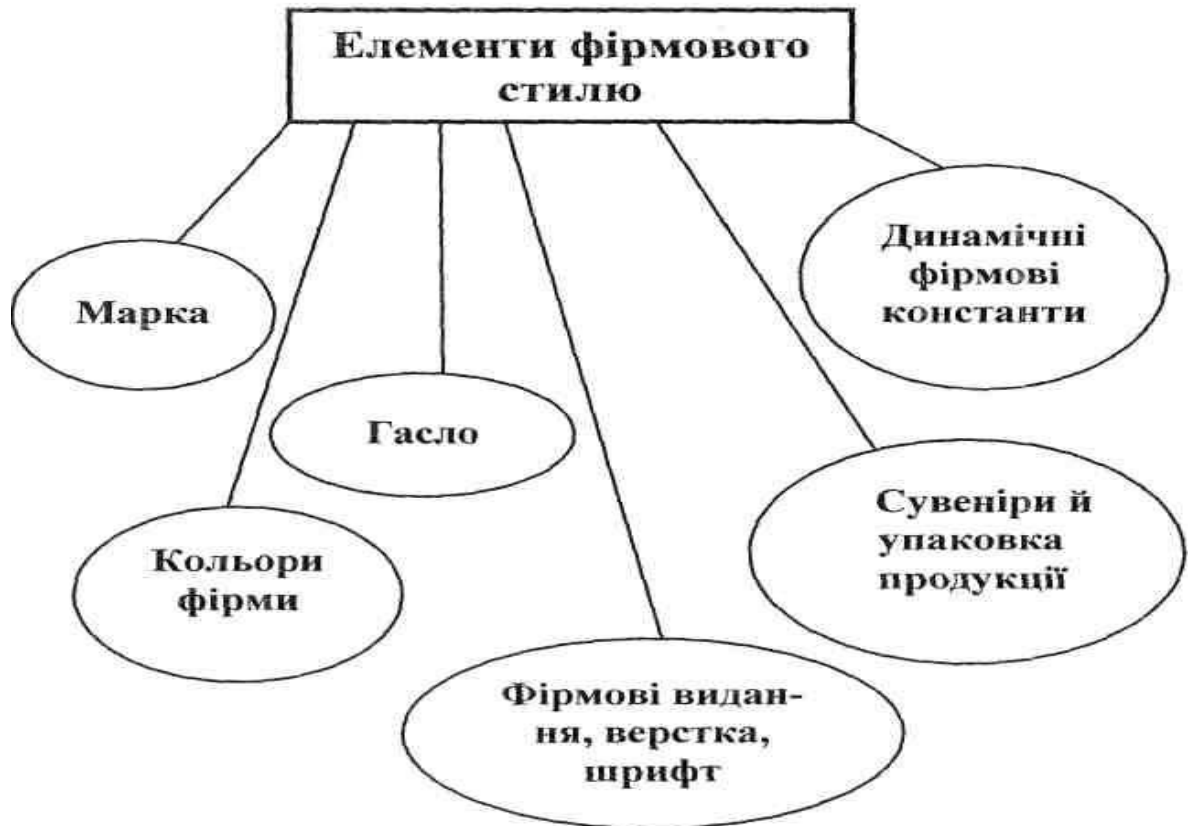 Елементи фірмового
стилю
Марка
Кольори
фірми
Гасло
Фірмові видан-
ня, верстка,
шрифт
Сувеніри й
упаковка
продукції
Динамічні
фірмові
константи